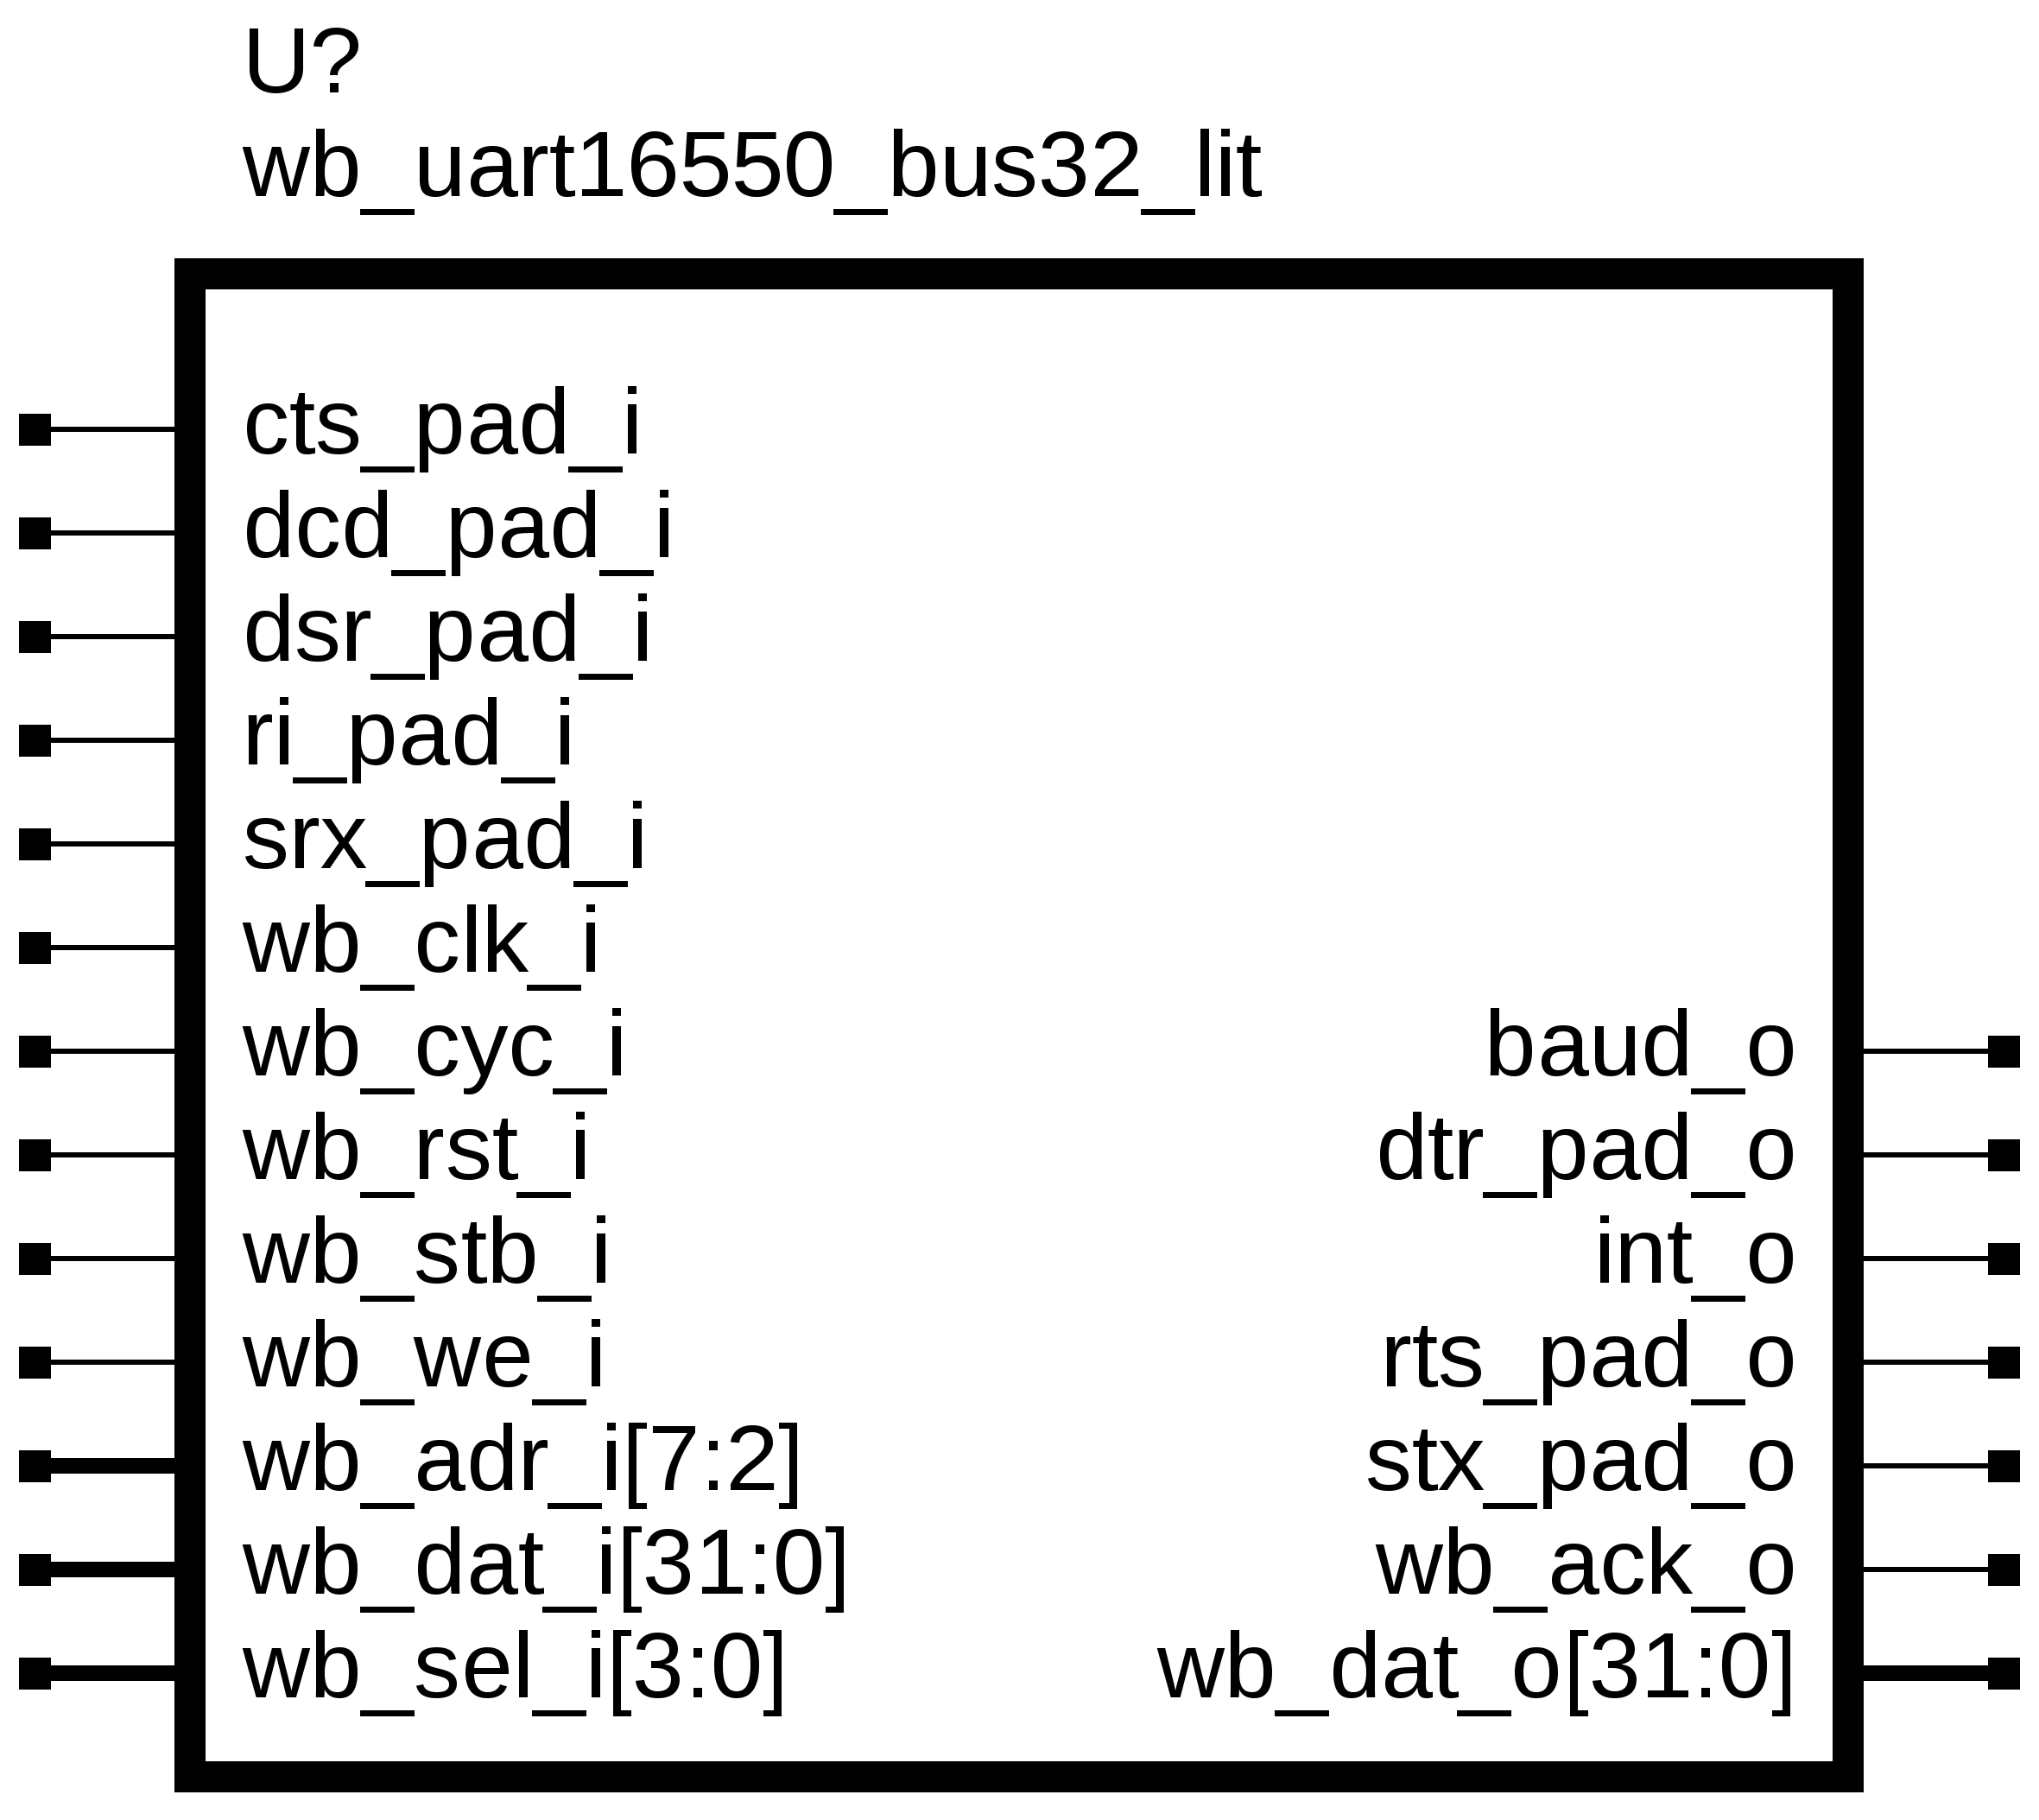 U?
wb_uart16550_bus32_lit
cts_pad_i
dcd_pad_i
dsr_pad_i
ri_pad_i
srx_pad_i
wb_clk_i
wb_cyc_i
baud_o
wb_rst_i
dtr_pad_o
wb_stb_i
int_o
wb_we_i
rts_pad_o
wb_adr_i[7:2]
stx_pad_o
wb_dat_i[31:0]
wb_ack_o
wb_sel_i[3:0]
wb_dat_o[31:0]